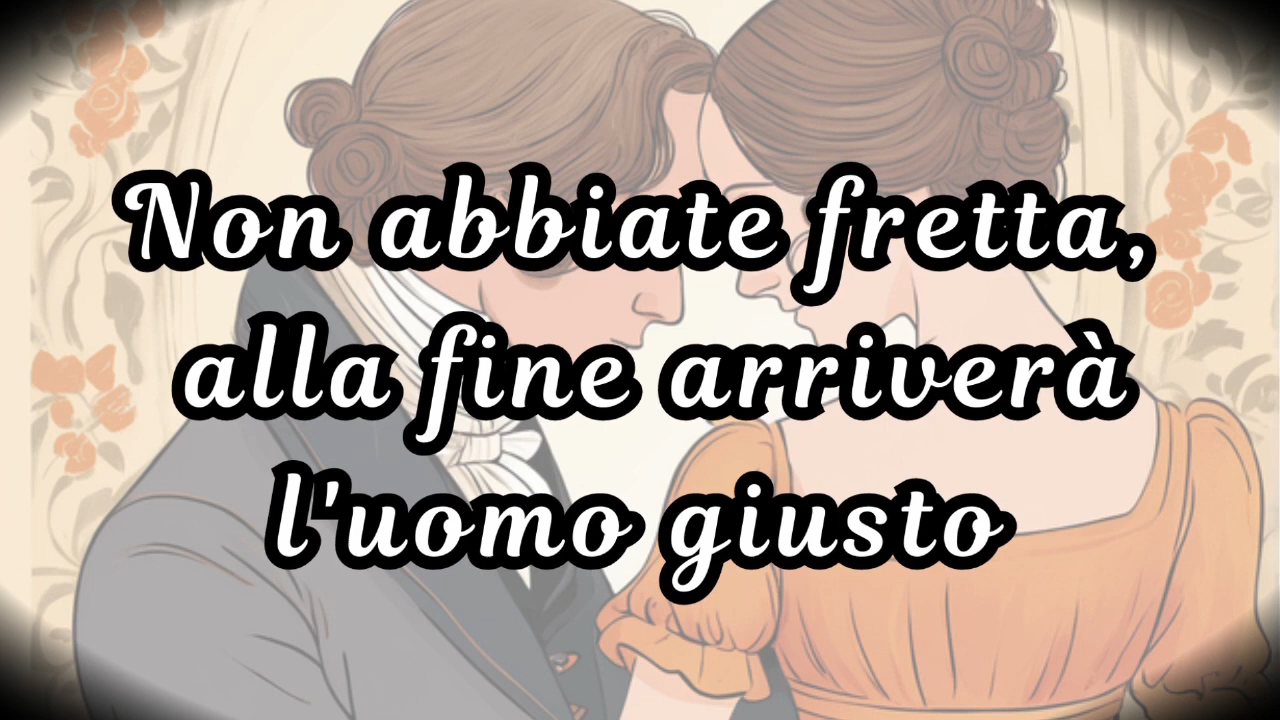 Non abbiate fretta,
alla fine arriverà
l'uomo giusto